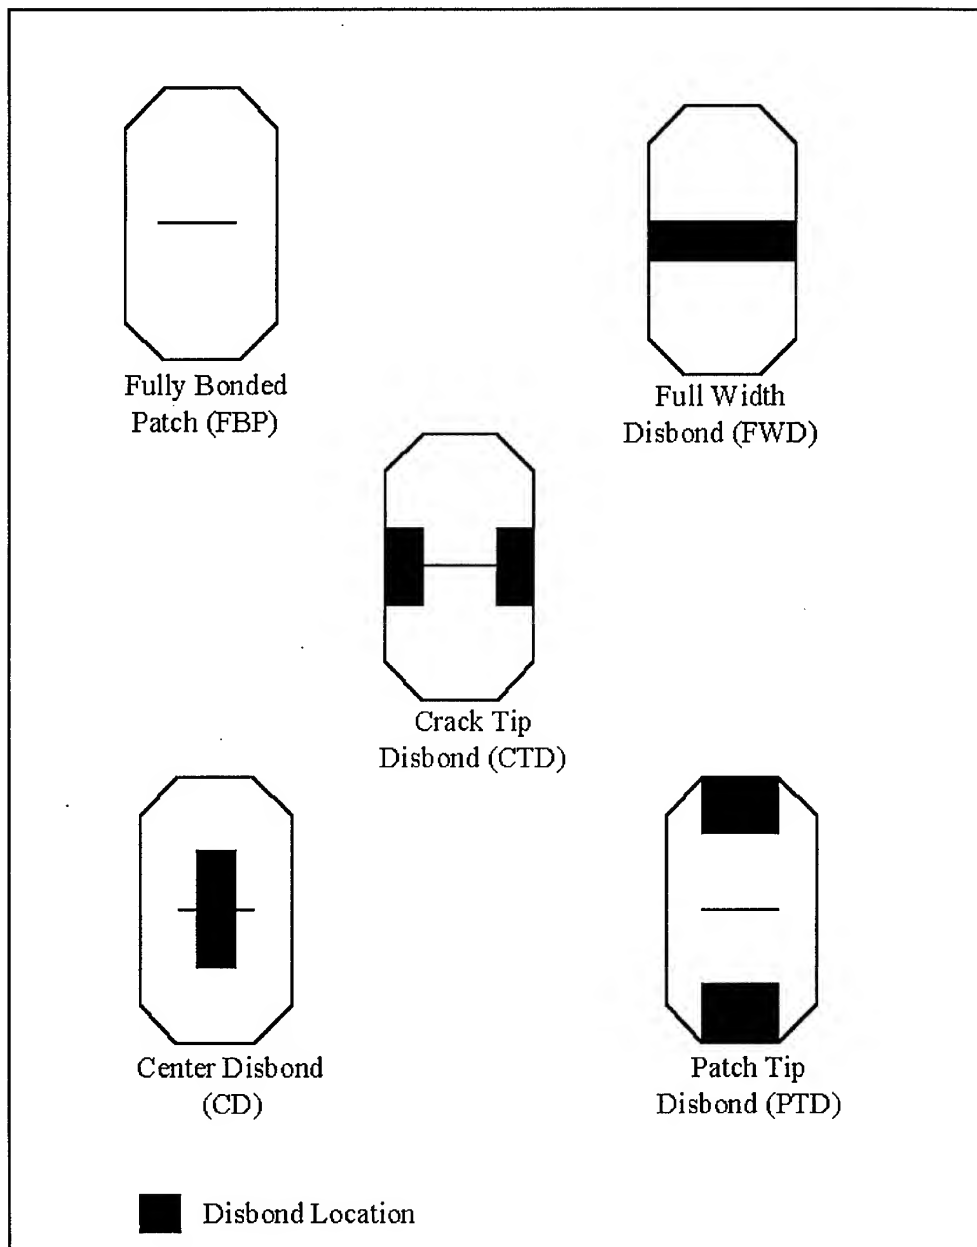 Fully Bonded
Patch (FBP)
Full Width
Disbond (FWD)
Crack Tip
Disbond (CTD)
Center Disbond
(CD)
Patch Tip
Disbond (PTD)
Disbond Location